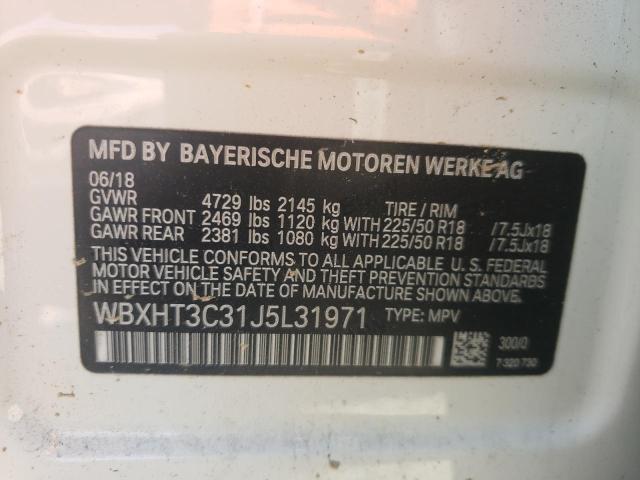 MFD BY BAYERISCHE MOTOREN WERKE AG
06/18
GVWR 4729 lbs 2145 kg TIRE / RIM
GAWR FRONT 2469 lbs 1120 kg WITH 225/50 R18 /7.5Jx18
GAWR REAR 2381 lbs 1080 kg WITH 225/50 R18 /7.5Jx18
THIS VEHICLE CONFORMS TO ALL APPLICABLE U. S. FEDERAL
MOTOR VEHICLE SAFETY AND THEFT PREVENTION STANDARDS
IN EFFECT ON THE DATE OF MANUFACTURE SHOWN ABOVE.
WBXHT3C31J5L31971 TYPE: MPV
300/0
7 320 730